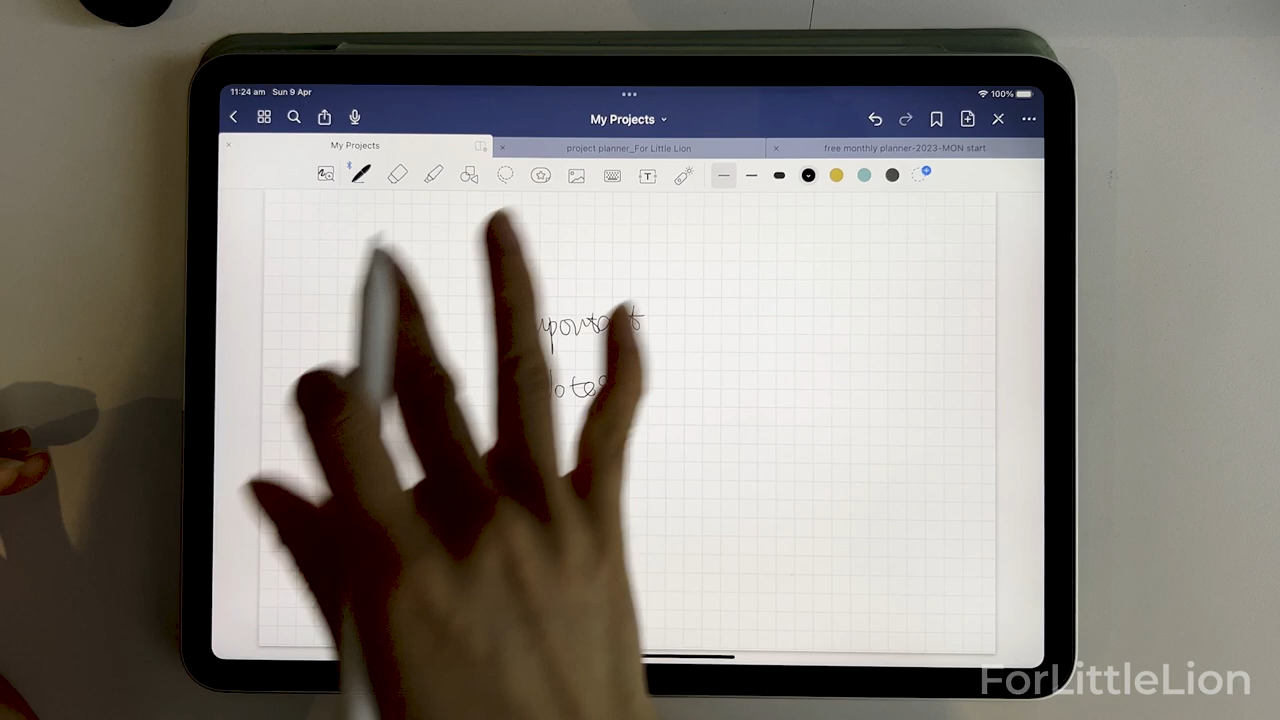 11:24 am Sun 9 Apr
100%
My Projects
My Projects
project planner_For Little Lion
free monthly planner-2023-MON start
T
ForLittleLion